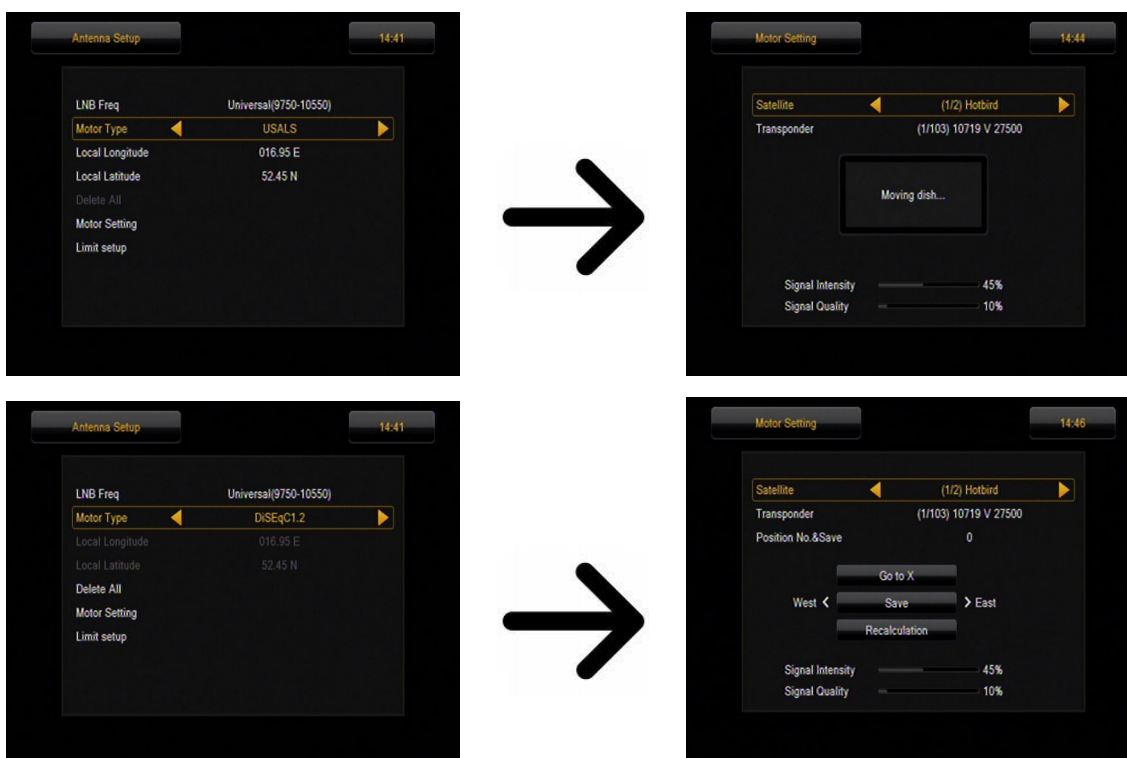 Antenna Setup 14:41
LNB Freq Universal(9750-10550)
Motor Type USALS
Local Longitude 016.95 E
Local Latitude 52.45 N
Delete All
Motor Setting
Limit setup
Motor Setting 14:44
Satellite (1/2) Hotbird
Transponder (1/103) 10719 V 27500
Moving dish...
Signal Intensity 45%
Signal Quality 10%
Antenna Setup 14:41
LNB Freq Universal(9750-10550)
Motor Type DiSEqC1.2
Local Longitude 016.95 E
Local Latitude 52.45 N
Delete All
Motor Setting
Limit setup
Motor Setting 14:46
Satellite (1/2) Hotbird
Transponder (1/103) 10719 V 27500
Position No.&Save 0
Go to X
West < Save > East
Recalculation
Signal Intensity 45%
Signal Quality 10%